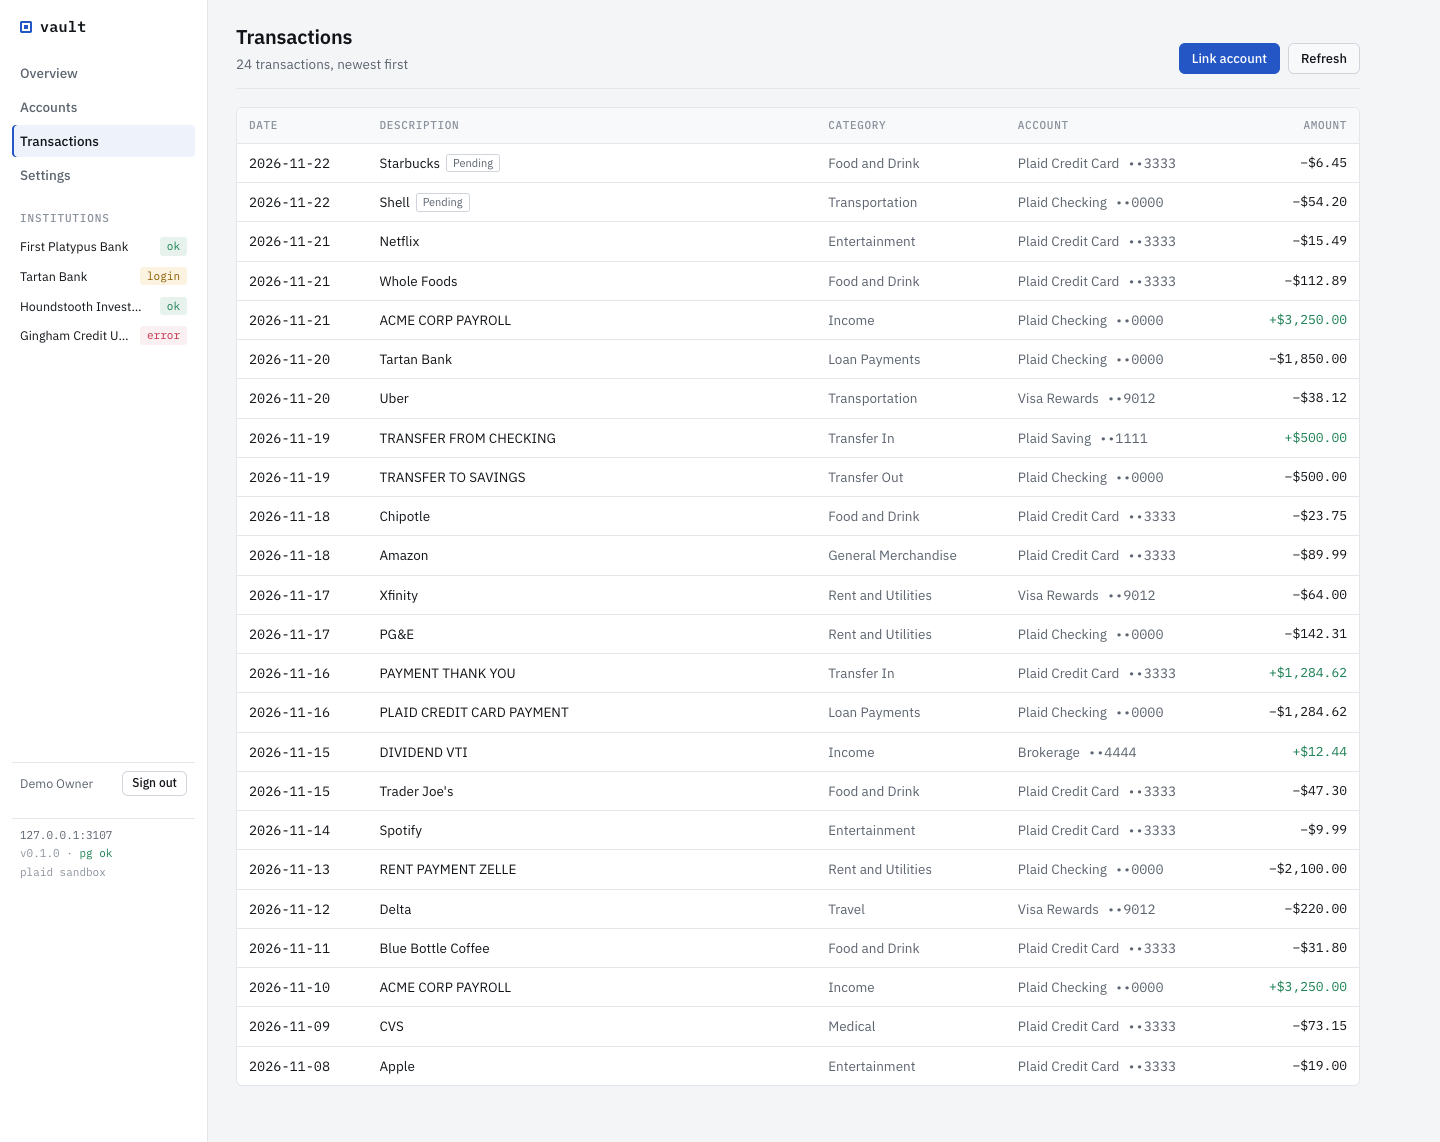 vault
Overview
Accounts
Transactions
Settings
INSTITUTIONS
First Platypus Bank ok
Tartan Bank login
Houndstooth Invest… ok
Gingham Credit U… error
Demo Owner Sign out
127.0.0.1:3107
v0.1.0 · pg ok
plaid sandbox
Transactions
24 transactions, newest first
Link account Refresh
DATE DESCRIPTION CATEGORY ACCOUNT AMOUNT
2026-11-22 Starbucks Pending Food and Drink Plaid Credit Card ••3333 −$6.45
2026-11-22 Shell Pending Transportation Plaid Checking ••0000 −$54.20
2026-11-21 Netflix Entertainment Plaid Credit Card ••3333 −$15.49
2026-11-21 Whole Foods Food and Drink Plaid Credit Card ••3333 −$112.89
2026-11-21 ACME CORP PAYROLL Income Plaid Checking ••0000 +$3,250.00
2026-11-20 Tartan Bank Loan Payments Plaid Checking ••0000 −$1,850.00
2026-11-20 Uber Transportation Visa Rewards ••9012 −$38.12
2026-11-19 TRANSFER FROM CHECKING Transfer In Plaid Saving ••1111 +$500.00
2026-11-19 TRANSFER TO SAVINGS Transfer Out Plaid Checking ••0000 −$500.00
2026-11-18 Chipotle Food and Drink Plaid Credit Card ••3333 −$23.75
2026-11-18 Amazon General Merchandise Plaid Credit Card ••3333 −$89.99
2026-11-17 Xfinity Rent and Utilities Visa Rewards ••9012 −$64.00
2026-11-17 PG&E Rent and Utilities Plaid Checking ••0000 −$142.31
2026-11-16 PAYMENT THANK YOU Transfer In Plaid Credit Card ••3333 +$1,284.62
2026-11-16 PLAID CREDIT CARD PAYMENT Loan Payments Plaid Checking ••0000 −$1,284.62
2026-11-15 DIVIDEND VTI Income Brokerage ••4444 +$12.44
2026-11-15 Trader Joe's Food and Drink Plaid Credit Card ••3333 −$47.30
2026-11-14 Spotify Entertainment Plaid Credit Card ••3333 −$9.99
2026-11-13 RENT PAYMENT ZELLE Rent and Utilities Plaid Checking ••0000 −$2,100.00
2026-11-12 Delta Travel Visa Rewards ••9012 −$220.00
2026-11-11 Blue Bottle Coffee Food and Drink Plaid Credit Card ••3333 −$31.80
2026-11-10 ACME CORP PAYROLL Income Plaid Checking ••0000 +$3,250.00
2026-11-09 CVS Medical Plaid Credit Card ••3333 −$73.15
2026-11-08 Apple Entertainment Plaid Credit Card ••3333 −$19.00